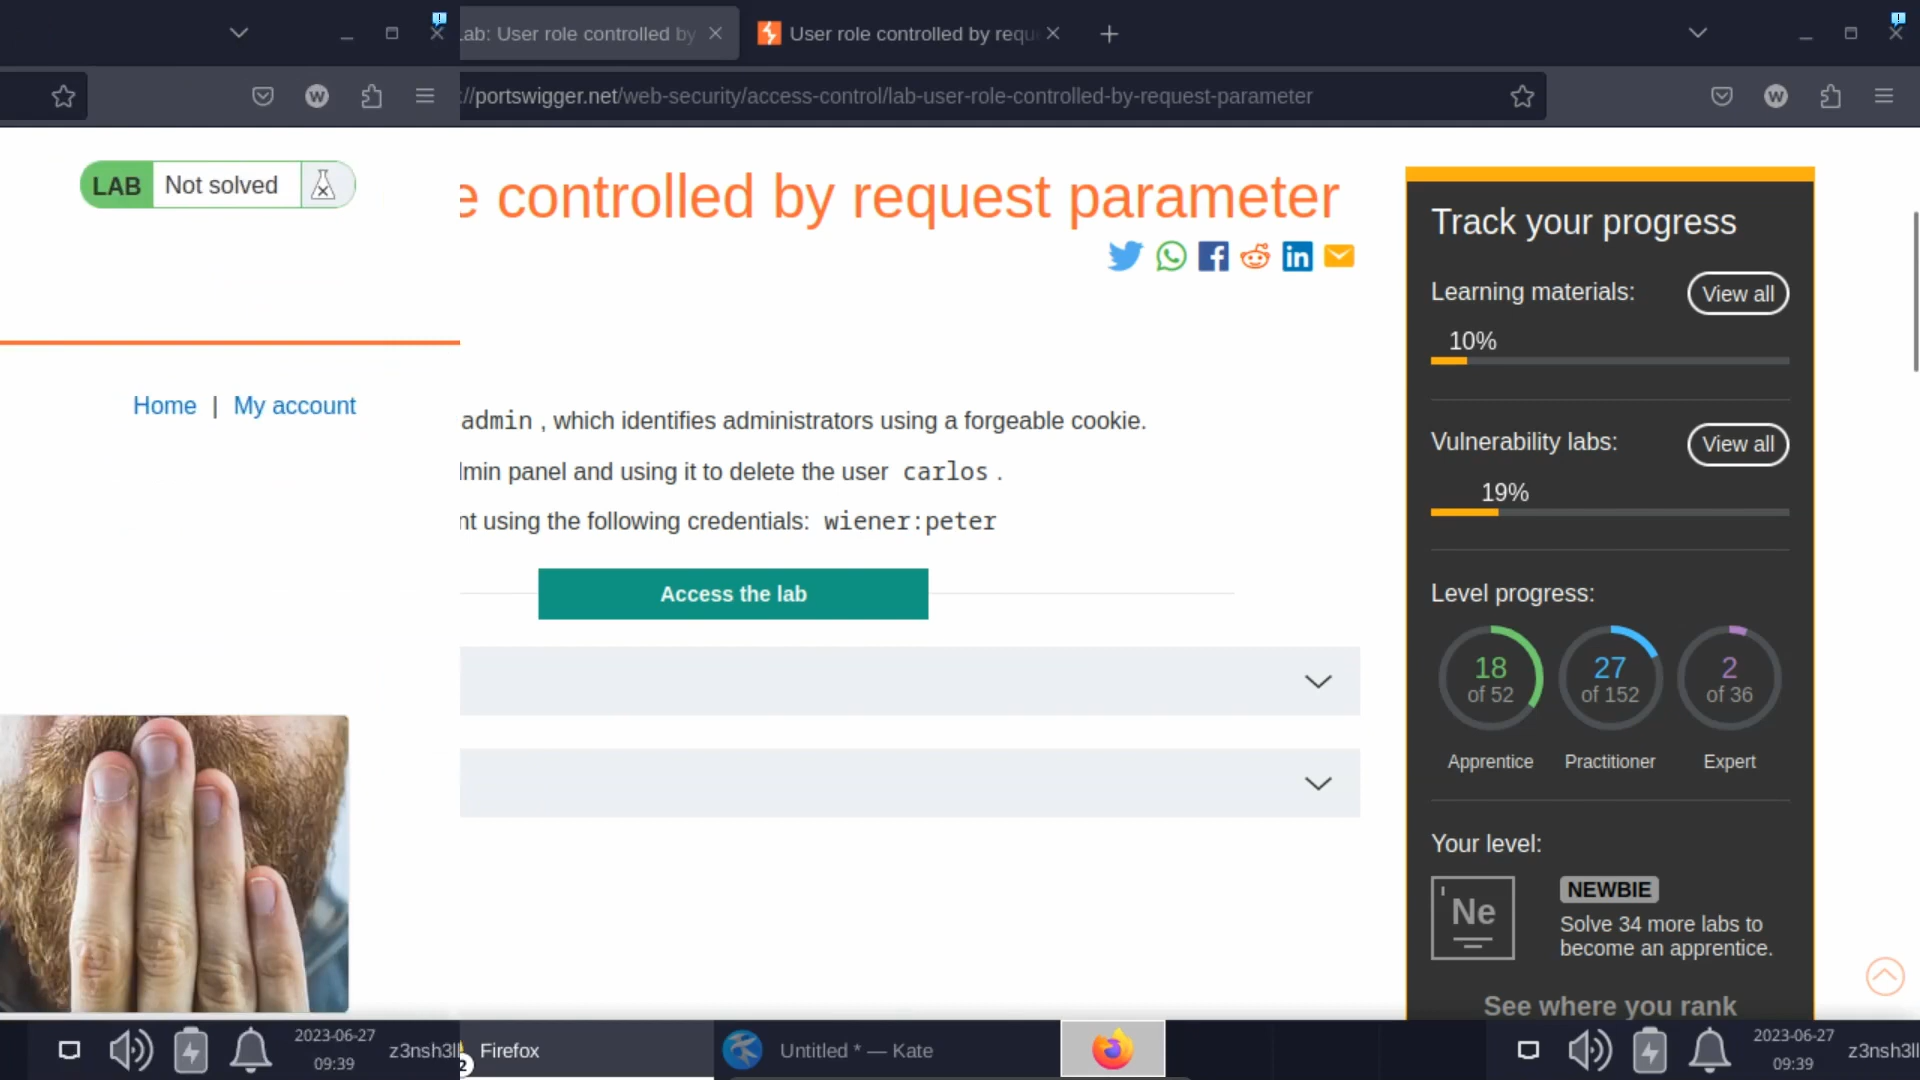 ab: User role controlled by
User role controlled by requ
://portswigger.net/web-security/access-control/lab-user-role-controlled-by-request-parameter
LAB Not solved
e controlled by request parameter
Home | My account
admin , which identifies administrators using a forgeable cookie.
min panel and using it to delete the user carlos .
nt using the following credentials: wiener:peter
Access the lab
Track your progress
Learning materials: View all
10%
Vulnerability labs: View all
19%
Level progress:
18 of 52
27 of 152
2 of 36
Apprentice
Practitioner
Expert
Your level:
Ne
NEWBIE
Solve 34 more labs to
become an apprentice.
See where you rank
2023-06-27
09:39
z3nsh3ll
2
Firefox
Untitled * — Kate
2023-06-27
09:39
z3nsh3ll